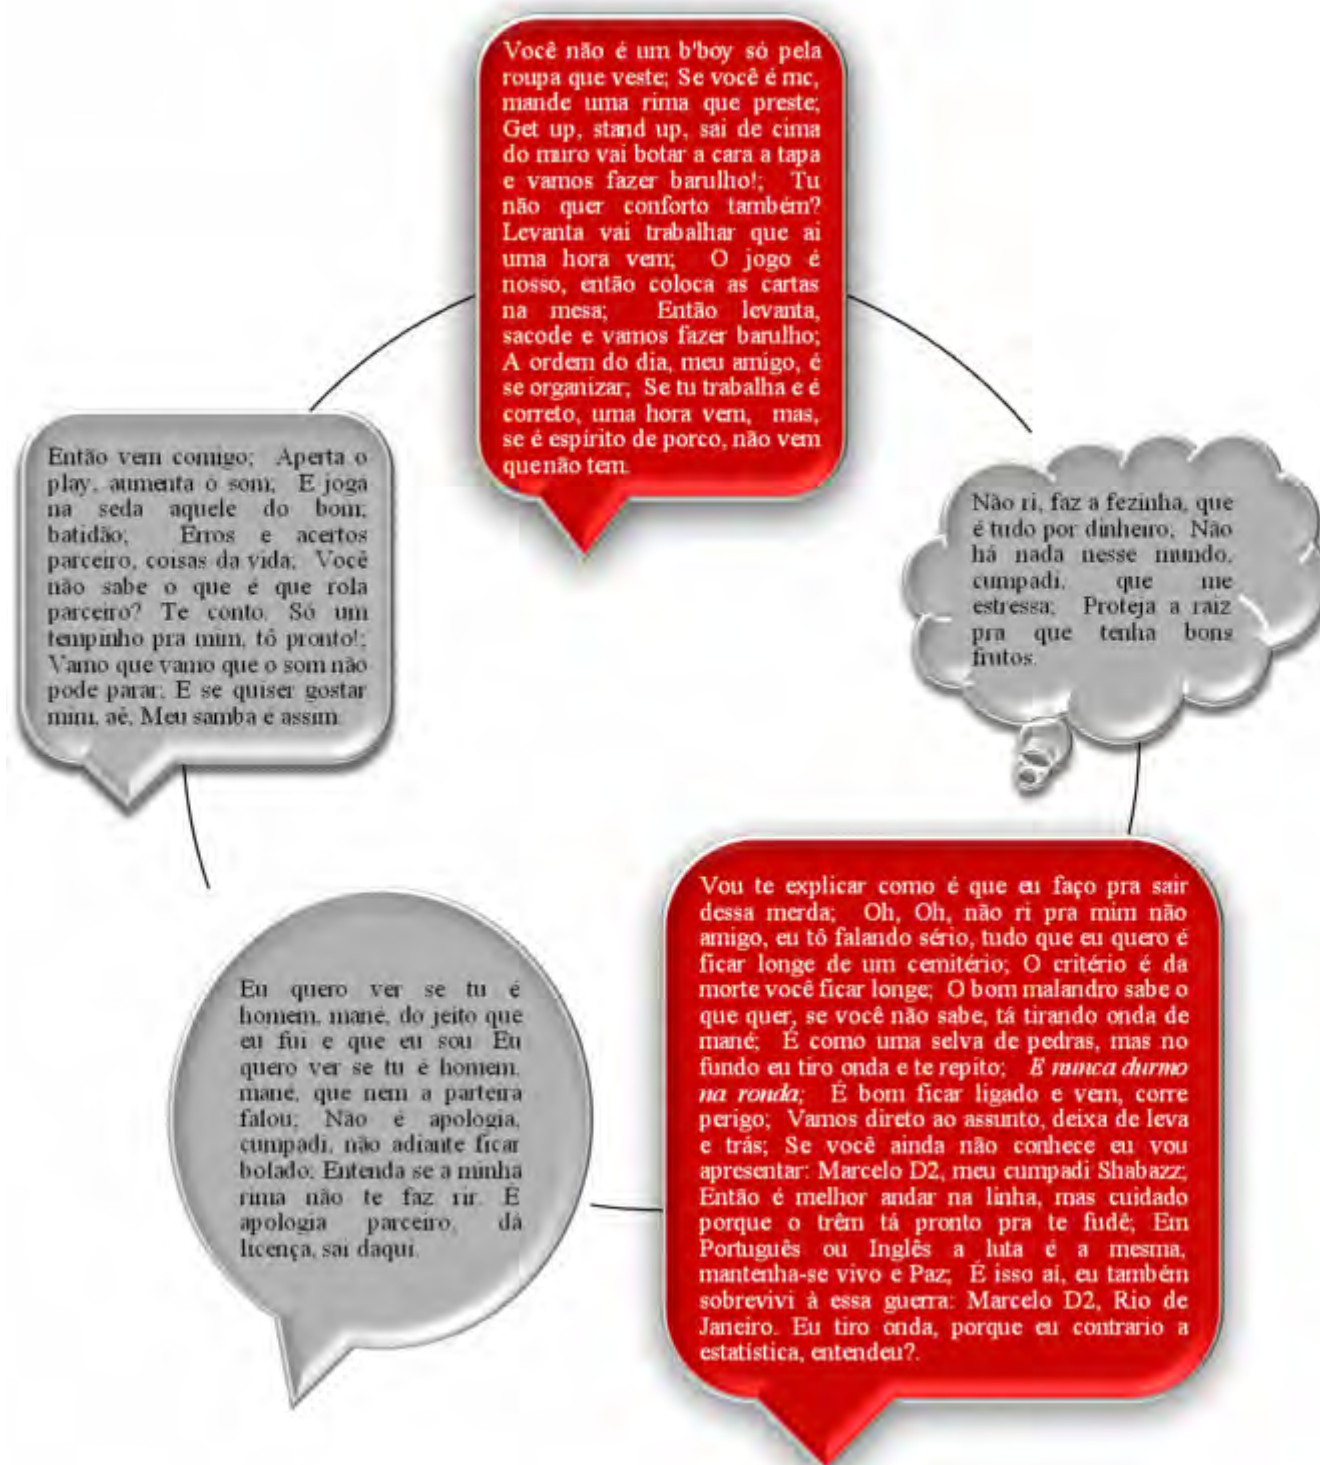 Você não é um b'boy só pela
roupa que veste; Se você é mc,
mande uma rima que preste;
Get up, stand up, sai de cima
do muro vai botar a cara a tapa
e vamos fazer barulho!; Tu
não quer conforto também?
Levanta vai trabalhar que ai
uma hora vem; O jogo é
nosso, então coloca as cartas
na mesa; Então levanta,
sacode e vamos fazer barulho;
A ordem do dia, meu amigo, é
se organizar; Se tu trabalha e é
correto, uma hora vem, mas,
se é espirito de porco, não vem
que não tem.
Não ri, faz a fezinha, que
é tudo por dinheiro; Não
há nada nesse mundo,
cumpadi, que me
estressa; Proteja a raiz
pra que tenha bons
frutos.
Vou te explicar como é que eu faço pra sair
dessa merda; Oh, Oh, não ri pra mim não
amigo, eu tô falando sério, tudo que eu quero é
ficar longe de um cemitério; O critério é da
morte você ficar longe; O bom malandro sabe o
que quer, se você não sabe, tá tirando onda de
mané; É como uma selva de pedras, mas no
fundo eu tiro onda e te repito; E nunca durmo
na ronda; É bom ficar ligado e vem, corre
perigo; Vamos direto ao assunto, deixa de leva
e trás; Se você ainda não conhece eu vou
apresentar: Marcelo D2, meu cumpadi Shabazz;
Então é melhor andar na linha, mas cuidado
porque o trêm tá pronto pra te fudê; Em
Português ou Inglês a luta é a mesma,
mantenha-se vivo e Paz; É isso aí, eu também
sobrevivi à essa guerra: Marcelo D2, Rio de
Janeiro. Eu tiro onda, porque eu contrario a
estatística, entendeu?.
Eu quero ver se tu é
homem, mané, do jeito que
eu fui e que eu sou. Eu
quero ver se tu é homem,
mané, que nem a parteira
falou; Não é apologia,
cumpadi, não adiante ficar
bolado; Entenda se a minha
rima não te faz rir. É
apologia parceiro, dá
licença, sai daqui.
Então vem comigo; Aperta o
play, aumenta o som; E joga
na seda aquele do bom;
batidão; Erros e acertos
parceiro, coisas da vida; Você
não sabe o que é que rola
parceiro? Te conto. Só um
tempinho pra mim, tô pronto!;
Vamo que vamo que o som não
pode parar; E se quiser gostar
mim, aê, Meu samba e assim.